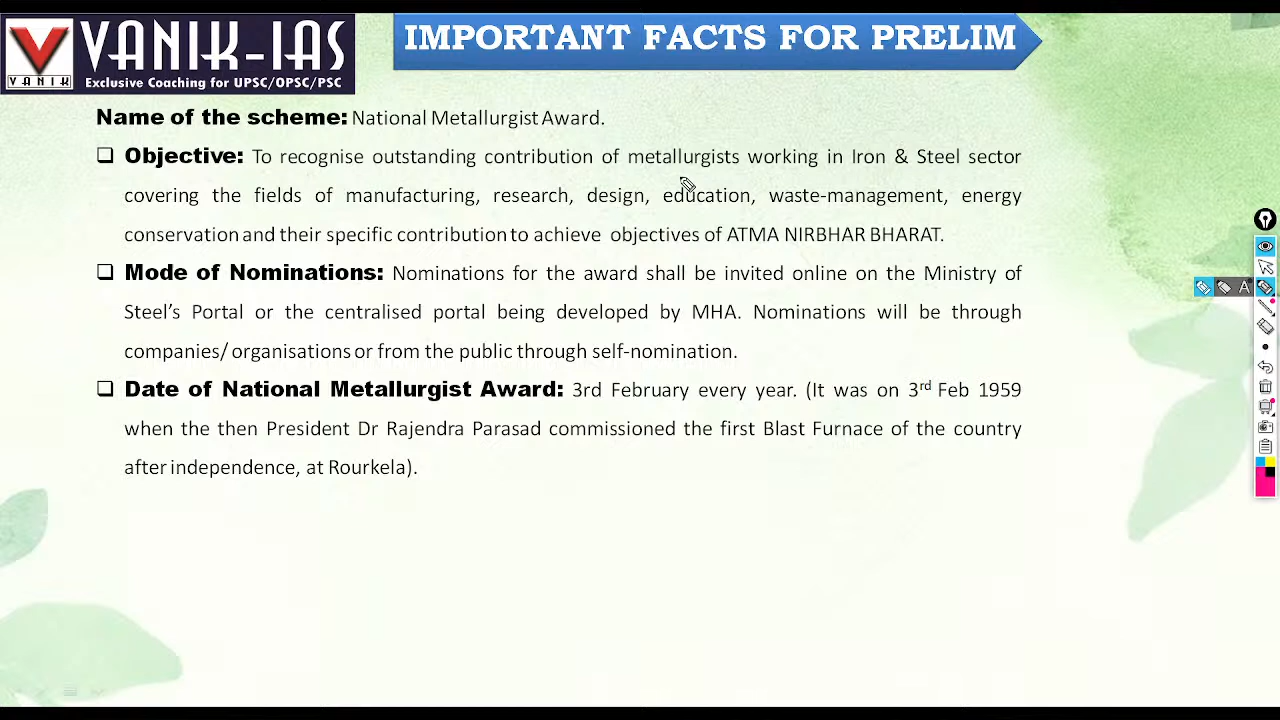 VANIK-IAS
VANIK
Exclusive Coaching for UPSC/OPSC/PSC
IMPORTANT FACTS FOR PRELIM
Name of the scheme: National Metallurgist Award.
Objective: To recognise outstanding contribution of metallurgists working in Iron & Steel sector
covering the fields of manufacturing, research, design, education, waste-management, energy
conservation and their specific contribution to achieve objectives of ATMA NIRBHAR BHARAT.
Mode of Nominations: Nominations for the award shall be invited online on the Ministry of
Steel's Portal or the centralised portal being developed by MHA. Nominations will be through
companies/ organisations or from the public through self-nomination.
Date of National Metallurgist Award: 3rd February every year. (It was on 3rd Feb 1959
when the then President Dr Rajendra Parasad commissioned the first Blast Furnace of the country
after independence, at Rourkela).
A